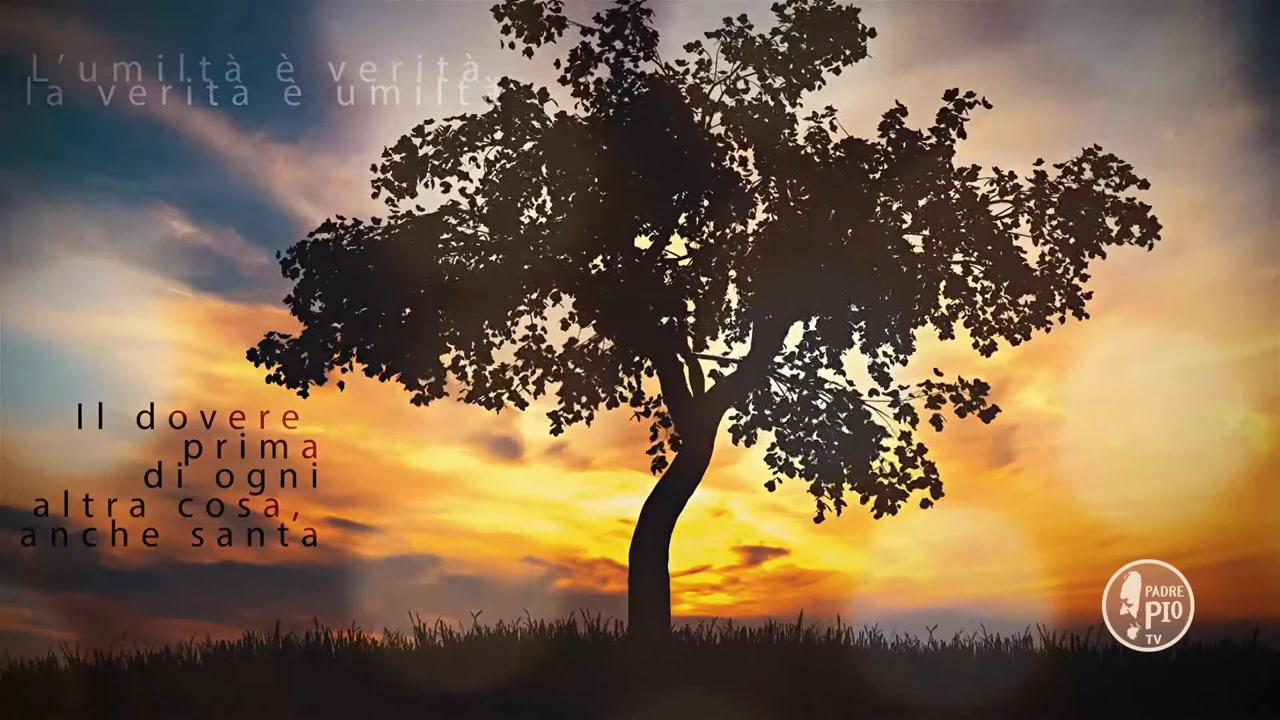 L'umiltà è verità
la verità è umiltà
Il dovere
prima
di ogni
altra cosa,
anche santa
PADRE
PIO
TV